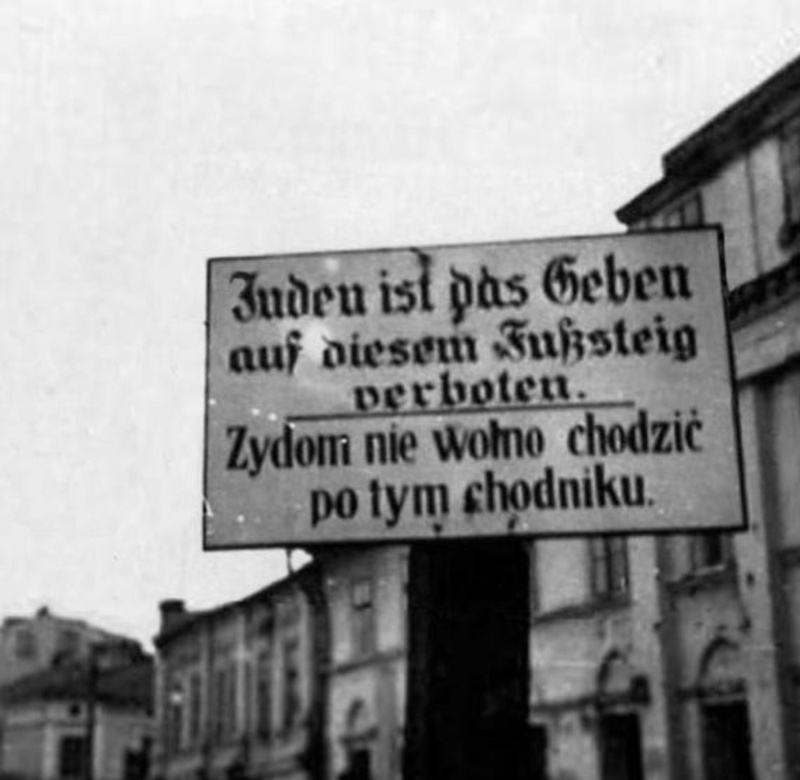 Juden ist das Gehen
auf diesem Fußsteig
verboten.
Zydom nie wolno chodzić
po tym chodniku.